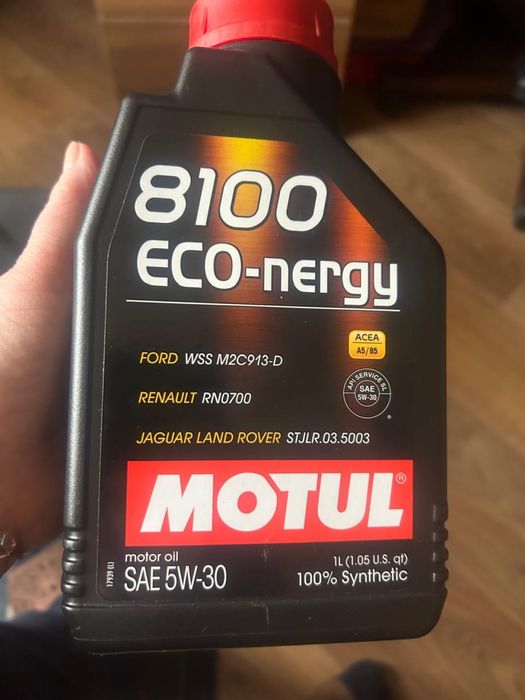 8100
ECO-nergy
ACEA
A5/B5
FORD WSS M2C913-D
API SERVICE SL
SAE
5W-30
RENAULT RN0700
JAGUAR LAND ROVER STJLR.03.5003
MOTUL®
motor oil
SAE 5W-30
1L (1.05 U.S. qt)
100% Synthetic
17939 (L)